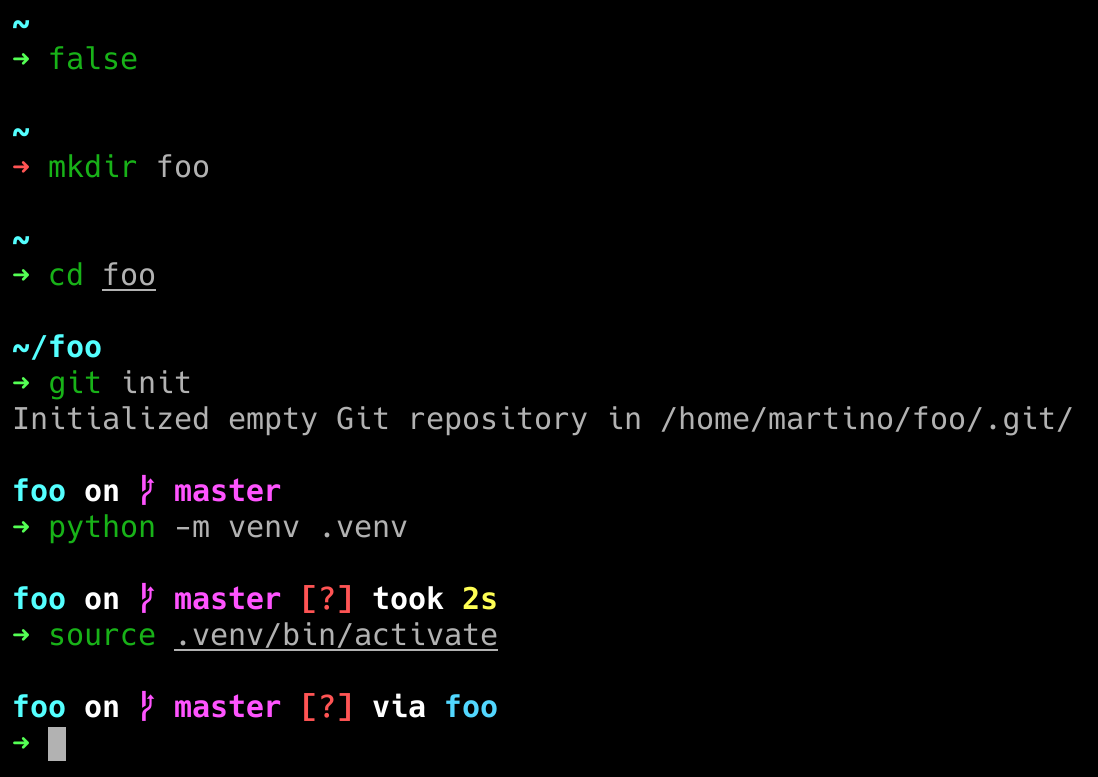 ~
➜ false
~
➜ mkdir foo
~
➜ cd foo
~/foo
➜ git init
Initialized empty Git repository in /home/martino/foo/.git/
foo on  master
➜ python -m venv .venv
foo on  master [?] took 2s
➜ source .venv/bin/activate
foo on  master [?] via foo
➜